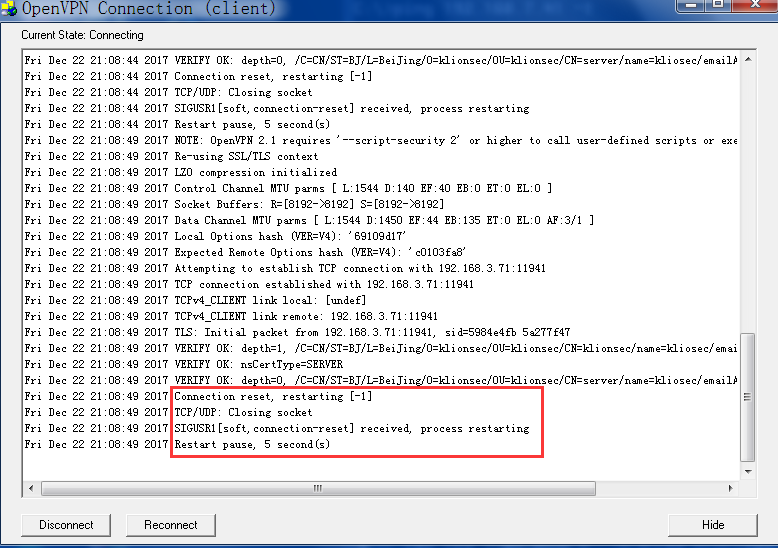 OpenVPN Connection (client)
Current State: Connecting
Fri Dec 22 21:08:44 2017 VERIFY OK: depth=0, /C=CN/ST=BJ/L=BeiJing/O=klionsec/OU=klionsec/CN=server/name=kliosec/emailA
Fri Dec 22 21:08:44 2017 Connection reset, restarting [-1]
Fri Dec 22 21:08:44 2017 TCP/UDP: Closing socket
Fri Dec 22 21:08:44 2017 SIGUSR1[soft,connection-reset] received, process restarting
Fri Dec 22 21:08:44 2017 Restart pause, 5 second(s)
Fri Dec 22 21:08:49 2017 NOTE: OpenVPN 2.1 requires '--script-security 2' or higher to call user-defined scripts or exe
Fri Dec 22 21:08:49 2017 Re-using SSL/TLS context
Fri Dec 22 21:08:49 2017 LZO compression initialized
Fri Dec 22 21:08:49 2017 Control Channel MTU parms [ L:1544 D:140 EF:40 EB:0 ET:0 EL:0 ]
Fri Dec 22 21:08:49 2017 Socket Buffers: R=[8192->8192] S=[8192->8192]
Fri Dec 22 21:08:49 2017 Data Channel MTU parms [ L:1544 D:1450 EF:44 EB:135 ET:0 EL:0 AF:3/1 ]
Fri Dec 22 21:08:49 2017 Local Options hash (VER=V4): '69109d17'
Fri Dec 22 21:08:49 2017 Expected Remote Options hash (VER=V4): 'c0103fa8'
Fri Dec 22 21:08:49 2017 Attempting to establish TCP connection with 192.168.3.71:11941
Fri Dec 22 21:08:49 2017 TCP connection established with 192.168.3.71:11941
Fri Dec 22 21:08:49 2017 TCPv4_CLIENT link local: [undef]
Fri Dec 22 21:08:49 2017 TCPv4_CLIENT link remote: 192.168.3.71:11941
Fri Dec 22 21:08:49 2017 TLS: Initial packet from 192.168.3.71:11941, sid=5984e4fb 5a277f47
Fri Dec 22 21:08:49 2017 VERIFY OK: depth=1, /C=CN/ST=BJ/L=BeiJing/O=klionsec/OU=klionsec/CN=klionsec/name=kliosec/emai
Fri Dec 22 21:08:49 2017 VERIFY OK: nsCertType=SERVER
Fri Dec 22 21:08:49 2017 VERIFY OK: depth=0, /C=CN/ST=BJ/L=BeiJing/O=klionsec/OU=klionsec/CN=server/name=kliosec/emailA
Fri Dec 22 21:08:49 2017 Connection reset, restarting [-1]
Fri Dec 22 21:08:49 2017 TCP/UDP: Closing socket
Fri Dec 22 21:08:49 2017 SIGUSR1[soft,connection-reset] received, process restarting
Fri Dec 22 21:08:49 2017 Restart pause, 5 second(s)
Disconnect
Reconnect
Hide